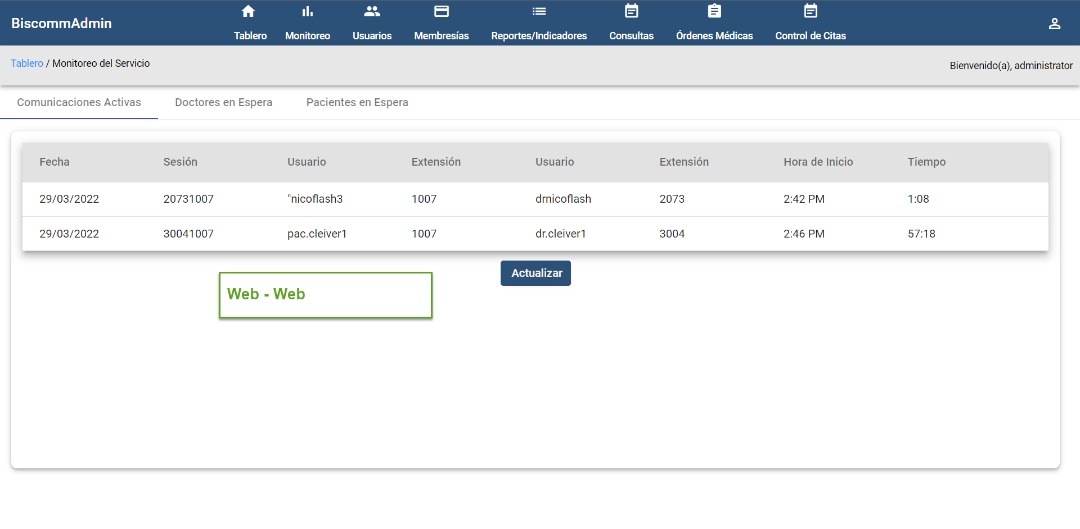 BiscommAdmin
Tablero Monitoreo Usuarios Membresías Reportes/Indicadores Consultas Órdenes Médicas Control de Citas
Tablero / Monitoreo del Servicio
Bienvenido(a), administrator
Comunicaciones Activas Doctores en Espera Pacientes en Espera
Fecha Sesión Usuario Extensión Usuario Extensión Hora de Inicio Tiempo
29/03/2022 20731007 "nicoflash3 1007 drnicoflash 2073 2:42 PM 1:08
29/03/2022 30041007 pac.cleiver1 1007 dr.cleiver1 3004 2:46 PM 57:18
Actualizar
Web - Web